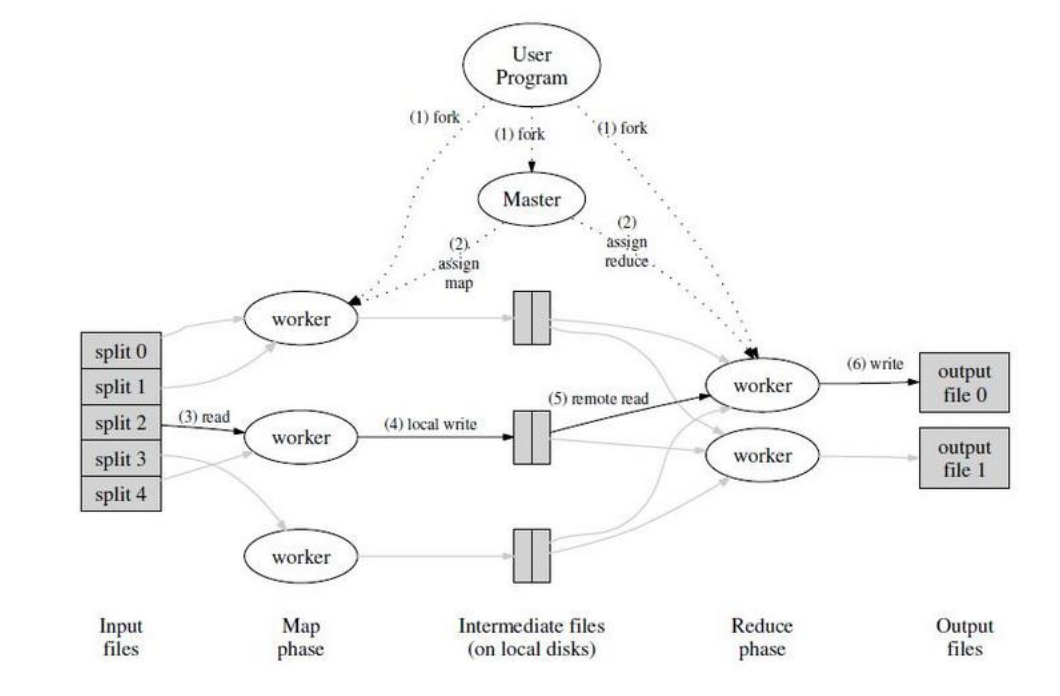 User
Program
(1) fork
(1) fork
(1) fork
Master
(2)
assign
map
(2)
assign
reduce
worker
split 0
split 1
split 2
split 3
split 4
(3) read
worker
(4) local write
(5) remote read
worker
(6) write
output
file 0
worker
output
file 1
worker
Input
files
Map
phase
Intermediate files
(on local disks)
Reduce
phase
Output
files